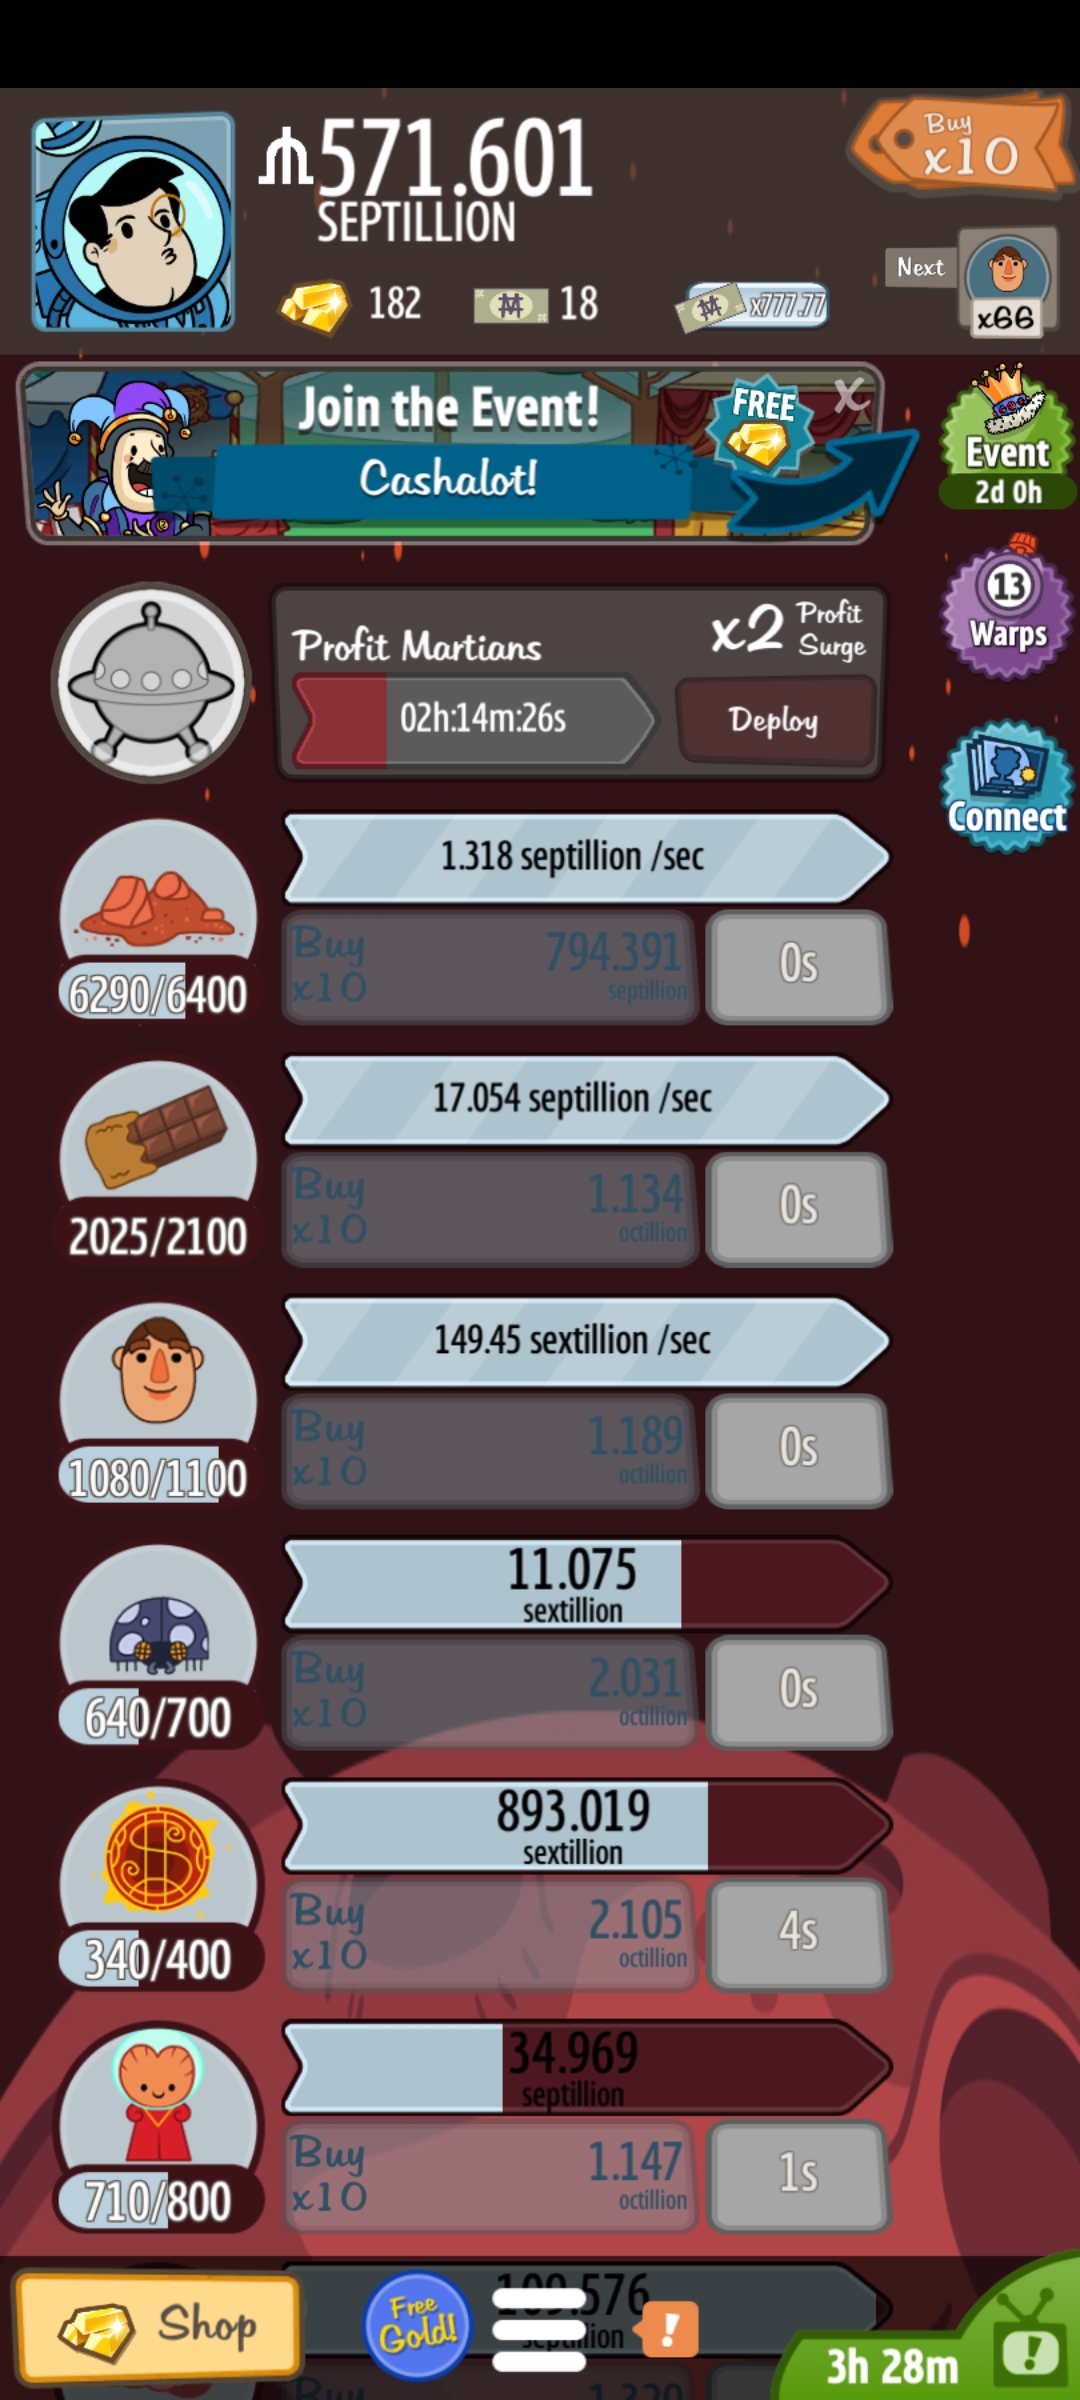 571.601
SEPTILLION
Buy
x10
182
18
x777.77
Next
x66
Join the Event!
Cashalot!
FREE
X
Event
2d 0h
13
Warps
Connect
Profit Martians
x2 Profit Surge
02h:14m:26s
Deploy
1.318 septillion /sec
6290/6400
Buy x10
794.391
septillion
0s
17.054 septillion /sec
2025/2100
Buy x10
1.134
octillion
0s
149.45 sextillion /sec
1080/1100
Buy x10
1.189
octillion
0s
11.075
sextillion
640/700
Buy x10
2.031
octillion
0s
893.019
sextillion
340/400
Buy x10
2.105
octillion
4s
34.969
septillion
710/800
Buy x10
1.147
octillion
1s
Shop
Free
Gold!
!
3h 28m
!